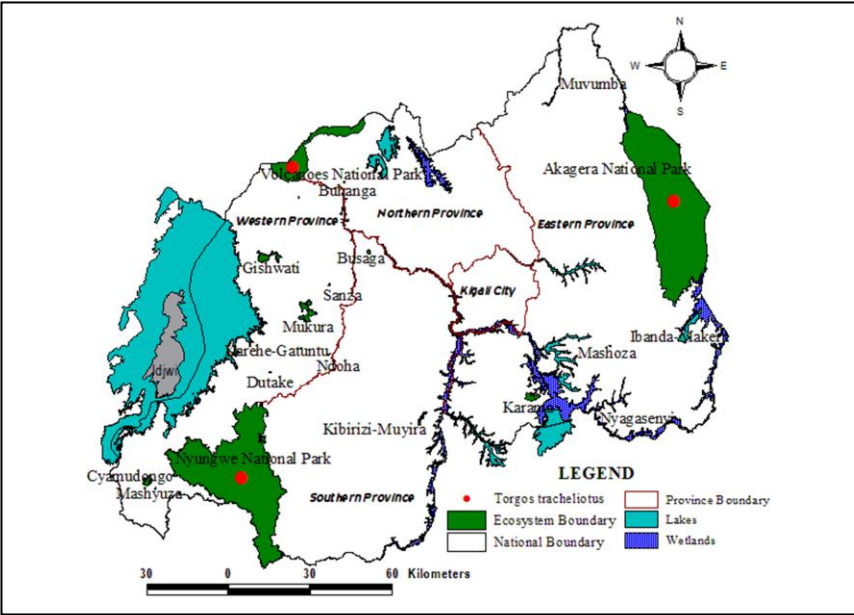 N
W E
S
Muvumba
Akagera National Park
Volcanoes National Park
Buhanga
Northern Province
Western Province
Eastern Province
Busaga
Gishwati
Kigali City
Sanza
Mukura
Ibanda-Makera
Mashoza
Karehe-Gatuntu
Ndoha
Idjwi
Dutake
Karama
Nyagasenyi
Kibirizi-Muyira
Nyungwe National Park
Cyamudongo
Mashyuza
Southern Province
LEGEND
Torgos tracheliotus
Province Boundary
Ecosystem Boundary
Lakes
National Boundary
Wetlands
30 0 30 60 Kilometers